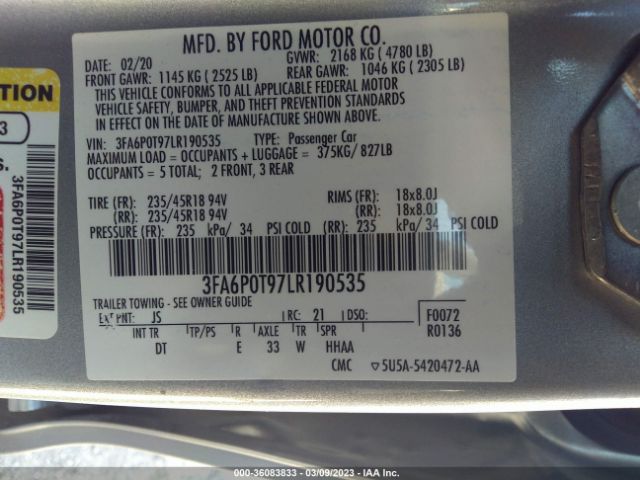 MFD. BY FORD MOTOR CO.
DATE: 02/20
GVWR: 2168 KG ( 4780 LB)
FRONT GAWR: 1145 KG ( 2525 LB)
REAR GAWR: 1046 KG ( 2305 LB)
THIS VEHICLE CONFORMS TO ALL APPLICABLE FEDERAL MOTOR
VEHICLE SAFETY, BUMPER, AND THEFT PREVENTION STANDARDS
IN EFFECT ON THE DATE OF MANUFACTURE SHOWN ABOVE.
VIN: 3FA6P0T97LR190535 TYPE: Passenger Car
MAXIMUM LOAD = OCCUPANTS + LUGGAGE = 375KG/ 827LB
OCCUPANTS = 5 TOTAL; 2 FRONT, 3 REAR
TIRE (FR): 235/45R18 94V RIMS (FR): 18x8.0J
(RR): 235/45R18 94V (RR): 18x8.0J
PRESSURE (FR): 235 kPa/ 34 PSI COLD (RR): 235 kPa/ 34 PSI COLD
3FA6P0T97LR190535
TRAILER TOWING - SEE OWNER GUIDE
EXT PNT: JS RC: 21 DSO: F0072
INT TR TP/PS R AXLE TR SPR R0136
DT E 33 W HHAA
CMC 5U5A-5420472-AA
TION
3
S.
3FA6P0T97LR190535
000-36083833 - 03/09/2023 - IAA Inc.